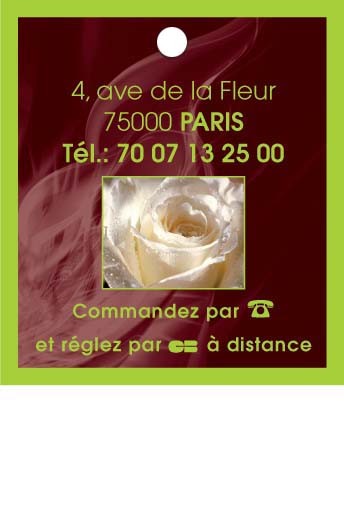 4, ave de la Fleur
75000 PARIS
Tél.: 70 07 13 25 00
Commandez par ☎
et réglez par CB à distance